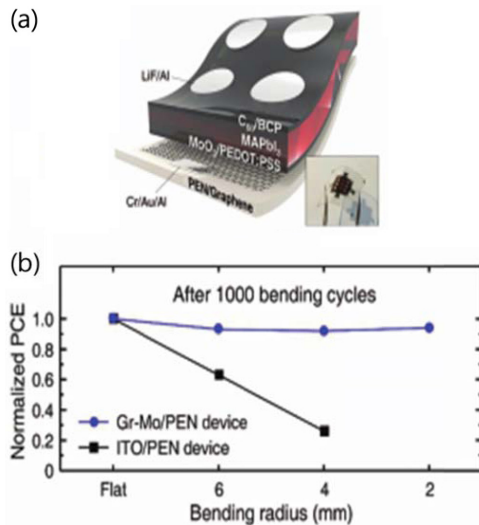 (a)
LiF/Al
C60/BCP
MAPbI3
MoO3/PEDOT:PSS
Cr/Au/Al
PEN/Graphene
(b)
After 1000 bending cycles
Normalized PCE
1.0
0.8
0.6
0.4
0.2
0
Gr-Mo/PEN device
ITO/PEN device
Flat
6
4
2
Bending radius (mm)